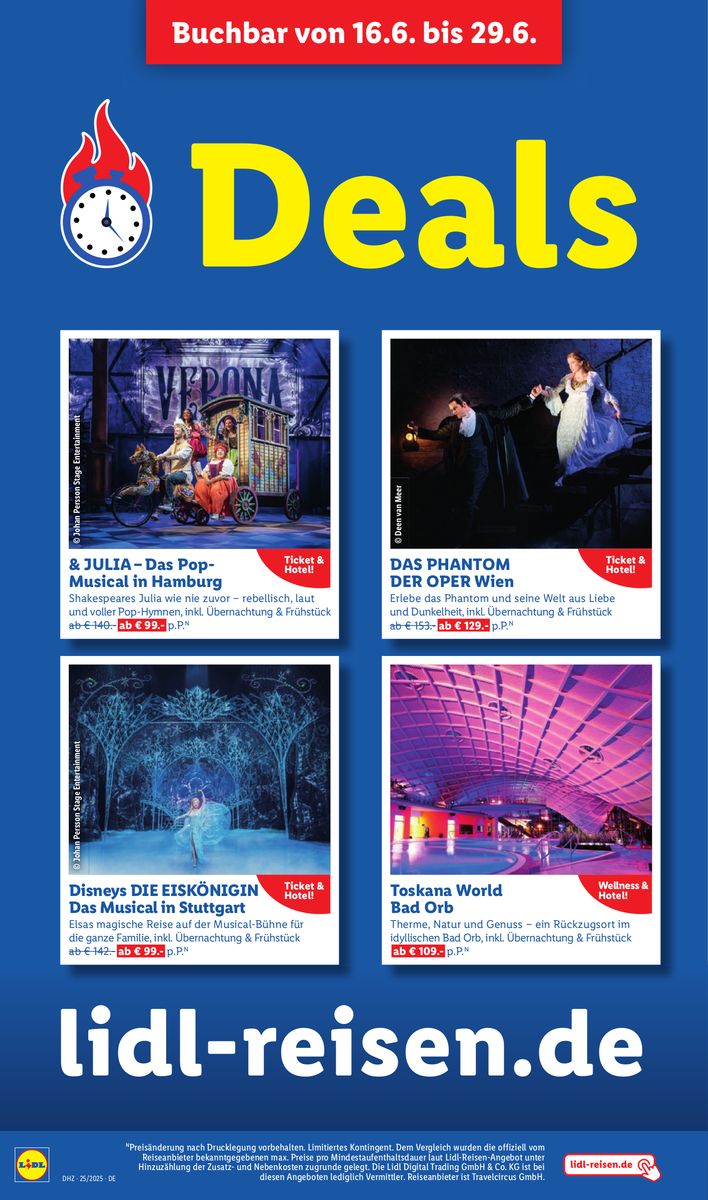 Buchbar von 16.6. bis 29.6.
Deals
VERONA
© Johan Persson Stage Entertainment
Ticket &
Hotel!
& JULIA – Das Pop-
Musical in Hamburg
Shakespeares Julia wie nie zuvor – rebellisch, laut
und voller Pop-Hymnen, inkl. Übernachtung & Frühstück
ab € 140.- ab € 99.- p.P.ᴺ
© Deen van Meer
Ticket &
Hotel!
DAS PHANTOM
DER OPER Wien
Erlebe das Phantom und seine Welt aus Liebe
und Dunkelheit, inkl. Übernachtung & Frühstück
ab € 153.- ab € 129.- p.P.ᴺ
© Johan Persson Stage Entertainment
Ticket &
Hotel!
Disneys DIE EISKÖNIGIN
Das Musical in Stuttgart
Elsas magische Reise auf der Musical-Bühne für
die ganze Familie, inkl. Übernachtung & Frühstück
ab € 142.- ab € 99.- p.P.ᴺ
Wellness &
Hotel!
Toskana World
Bad Orb
Therme, Natur und Genuss – ein Rückzugsort im
idyllischen Bad Orb, inkl. Übernachtung & Frühstück
ab € 109.- p.P.ᴺ
lidl-reisen.de
LIDL
DHZ · 25/2025 · DE
ᴺPreisänderung nach Drucklegung vorbehalten. Limitiertes Kontingent. Dem Vergleich wurden die offiziell vom
Reiseanbieter bekanntgegebenen max. Preise pro Mindestaufenthaltsdauer laut Lidl-Reisen-Angebot unter
Hinzuzählung der Zusatz- und Nebenkosten zugrunde gelegt. Die Lidl Digital Trading GmbH & Co. KG ist bei
diesen Angeboten lediglich Vermittler. Reiseanbieter ist Travelcircus GmbH.
lidl-reisen.de